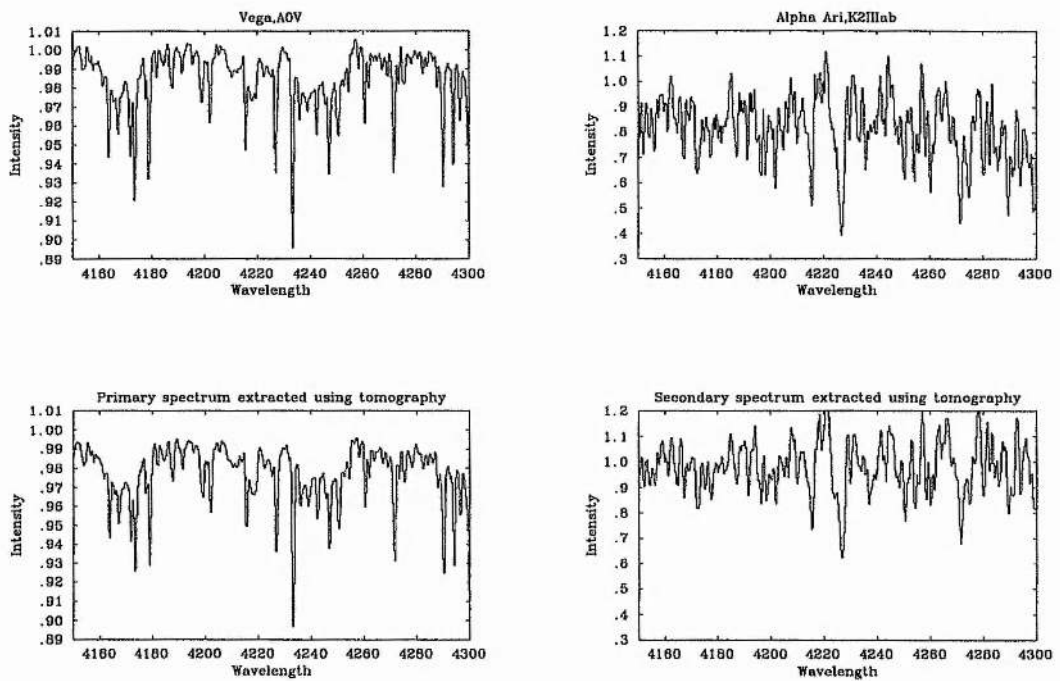 Vega,A0V
1.01
1.00
.99
.98
.97
.96
.95
.94
.93
.92
.91
.90
.89
Intensity
4160 4180 4200 4220 4240 4260 4280 4300
Wavelength
Alpha Ari,K2IIIab
1.2
1.1
1.0
.9
.8
.7
.6
.5
.4
.3
Intensity
4160 4180 4200 4220 4240 4260 4280 4300
Wavelength
Primary spectrum extracted using tomography
1.01
1.00
.99
.98
.97
.96
.95
.94
.93
.92
.91
.90
.89
Intensity
4160 4180 4200 4220 4240 4260 4280 4300
Wavelength
Secondary spectrum extracted using tomography
1.2
1.1
1.0
.9
.8
.7
.6
.5
.4
.3
Intensity
4160 4180 4200 4220 4240 4260 4280 4300
Wavelength